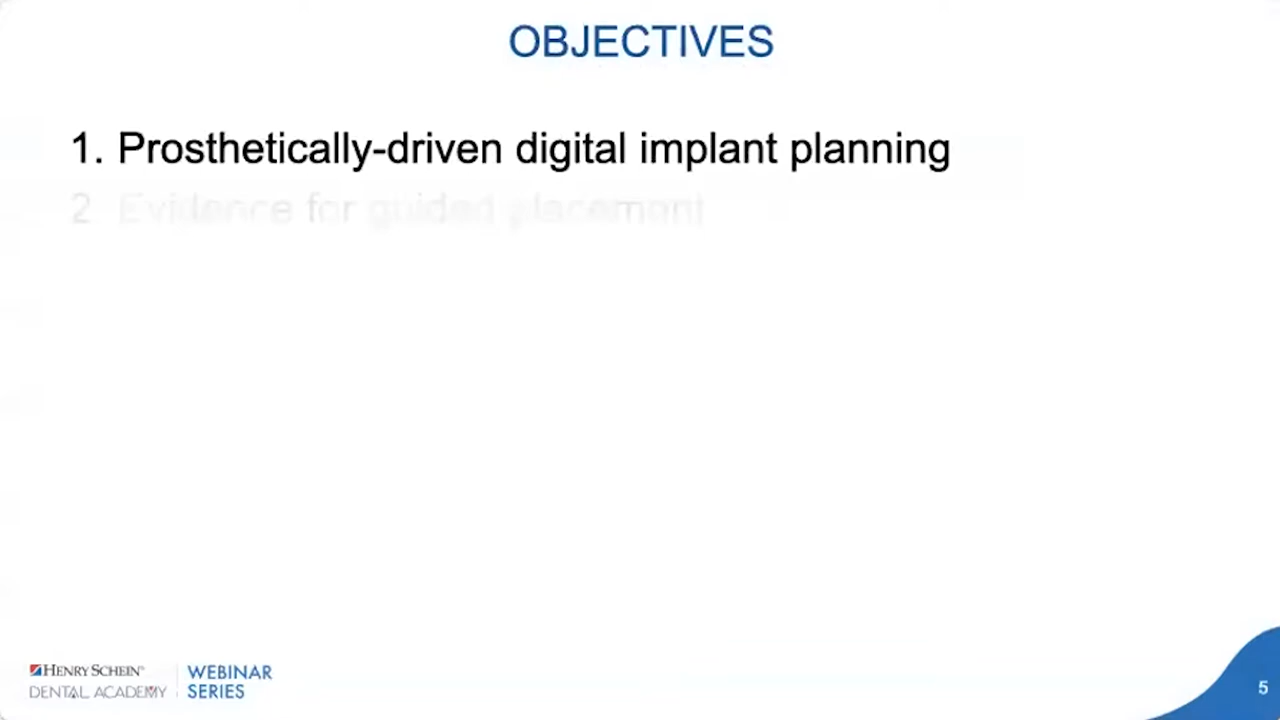 OBJECTIVES
1. Prosthetically-driven digital implant planning
2. Evidence for guided placement
HENRY SCHEIN®
DENTAL ACADEMY
WEBINAR
SERIES
5